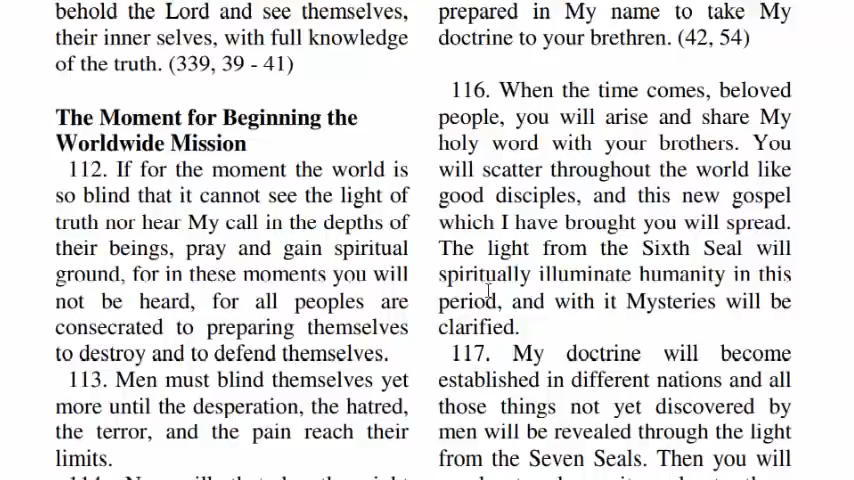 behold the Lord and see themselves,
their inner selves, with full knowledge
of the truth. (339, 39 - 41)
The Moment for Beginning the
Worldwide Mission
112. If for the moment the world is
so blind that it cannot see the light of
truth nor hear My call in the depths of
their beings, pray and gain spiritual
ground, for in these moments you will
not be heard, for all peoples are
consecrated to preparing themselves
to destroy and to defend themselves.
113. Men must blind themselves yet
more until the desperation, the hatred,
the terror, and the pain reach their
limits.
prepared in My name to take My
doctrine to your brethren. (42, 54)
116. When the time comes, beloved
people, you will arise and share My
holy word with your brothers. You
will scatter throughout the world like
good disciples, and this new gospel
which I have brought you will spread.
The light from the Sixth Seal will
spiritually illuminate humanity in this
period, and with it Mysteries will be
clarified.
117. My doctrine will become
established in different nations and all
those things not yet discovered by
men will be revealed through the light
from the Seven Seals. Then you will